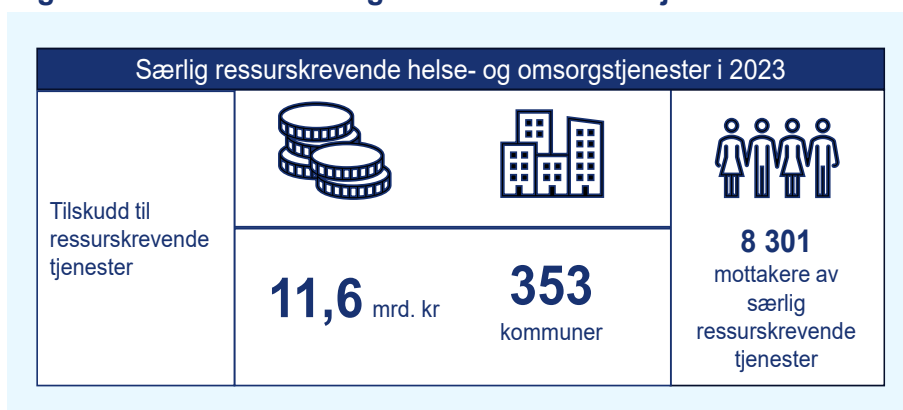 Særlig ressurskrevende helse- og omsorgstjenester i 2023
Tilskudd til
ressurskrevende
tjenester
11,6 mrd. kr
353
kommuner
8 301
mottakere av
særlig
ressurskrevende
tjenester